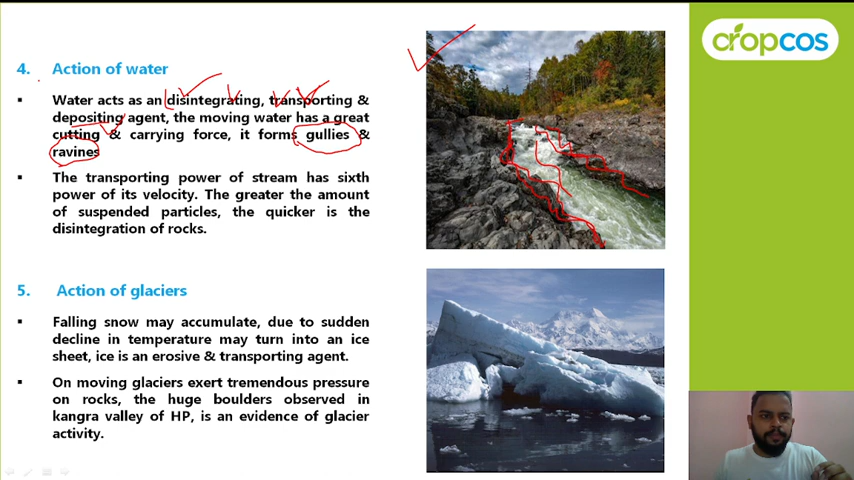 cropcos
4. Action of water
▪ Water acts as an disintegrating, transporting &
depositing agent, the moving water has a great
cutting & carrying force, it forms gullies &
ravines
▪ The transporting power of stream has sixth
power of its velocity. The greater the amount
of suspended particles, the quicker is the
disintegration of rocks.
5. Action of glaciers
▪ Falling snow may accumulate, due to sudden
decline in temperature may turn into an ice
sheet, ice is an erosive & transporting agent.
▪ On moving glaciers exert tremendous pressure
on rocks, the huge boulders observed in
kangra valley of HP, is an evidence of glacier
activity.